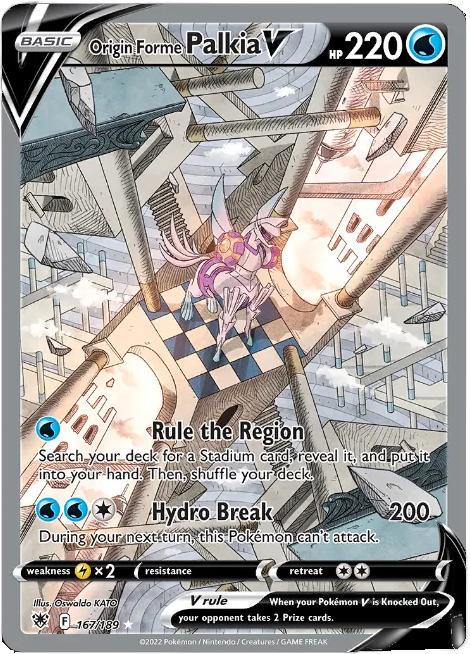 BASIC
Origin Forme Palkia V HP 220
Rule the Region
Search your deck for a Stadium card, reveal it, and put it
into your hand. Then, shuffle your deck.
Hydro Break 200
During your next turn, this Pokémon can't attack.
weakness ×2 resistance retreat
Illus. Oswaldo KATO
V rule
When your Pokémon V is Knocked Out,
your opponent takes 2 Prize cards.
F 167/189
©2022 Pokémon / Nintendo / Creatures / GAME FREAK